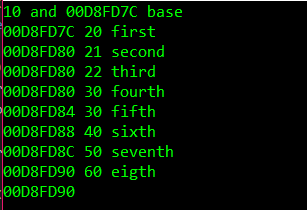 10 and 00D8FD7C base
00D8FD7C 20 first
00D8FD80 21 second
00D8FD80 22 third
00D8FD80 30 fourth
00D8FD84 30 fifth
00D8FD88 40 sixth
00D8FD8C 50 seventh
00D8FD90 60 eigth
00D8FD90